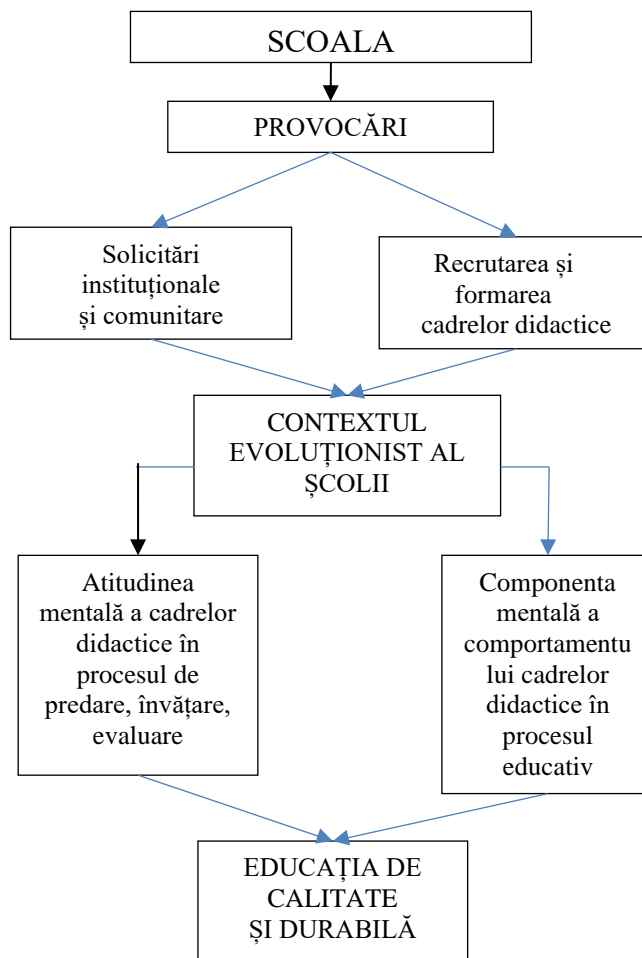 SCOALA
PROVOCĂRI
Solicitări
instituționale
și comunitare
Recrutarea și
formarea
cadrelor didactice
CONTEXTUL
EVOLUȚIONIST AL
ȘCOLII
Atitudinea
mentală a cadrelor
didactice în
procesul de
predare, învățare,
evaluare
Componenta
mentală a
comportamentu
lui cadrelor
didactice în
procesul
educativ
EDUCAȚIA DE
CALITATE
ȘI DURABILĂ